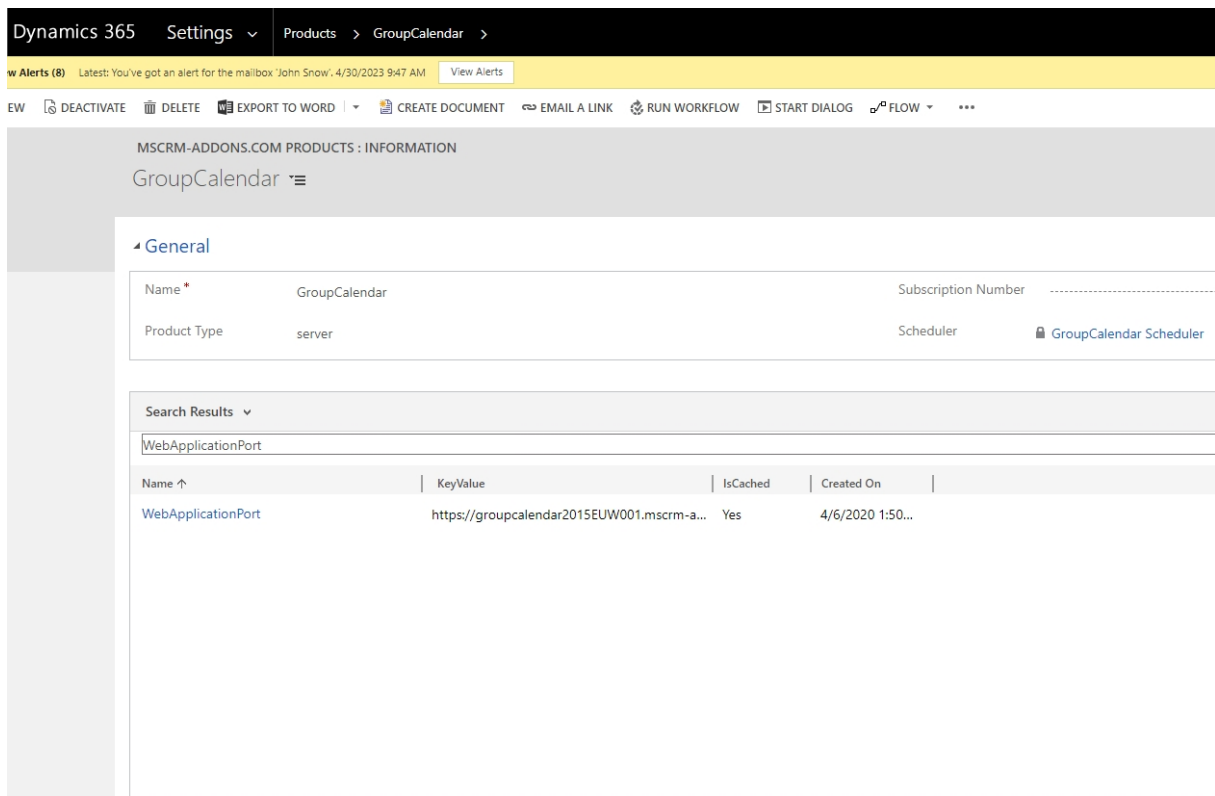 Dynamics 365 Settings Products > GroupCalendar >
w Alerts (8) Latest: You've got an alert for the mailbox 'John Snow'. 4/30/2023 9:47 AM View Alerts
EW DEACTIVATE DELETE EXPORT TO WORD CREATE DOCUMENT EMAIL A LINK RUN WORKFLOW START DIALOG FLOW ...
MSCRM-ADDONS.COM PRODUCTS : INFORMATION
GroupCalendar
General
Name * GroupCalendar Subscription Number
Product Type server Scheduler GroupCalendar Scheduler
Search Results
WebApplicationPort
Name ↑ KeyValue IsCached Created On
WebApplicationPort https://groupcalendar2015EUW001.mscrm-a... Yes 4/6/2020 1:50...